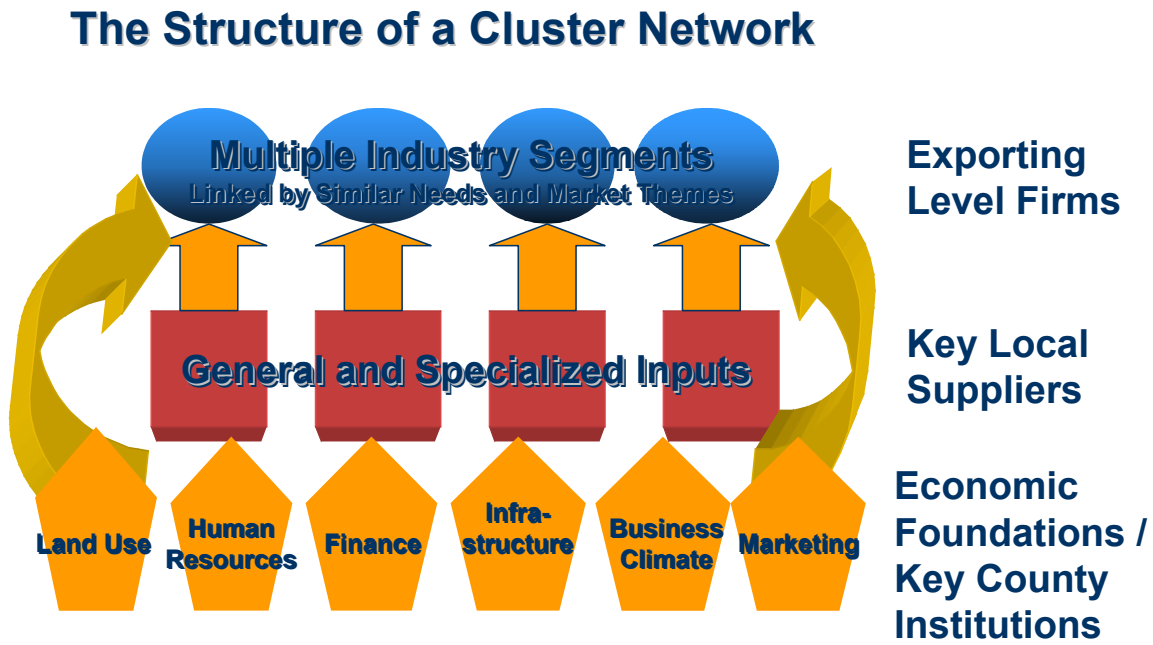 The Structure of a Cluster Network
Multiple Industry Segments
Linked by Similar Needs and Market Themes
Exporting
Level Firms
General and Specialized Inputs
Key Local
Suppliers
Land Use
Human
Resources
Finance
Infra-
structure
Business
Climate
Marketing
Economic
Foundations /
Key County
Institutions